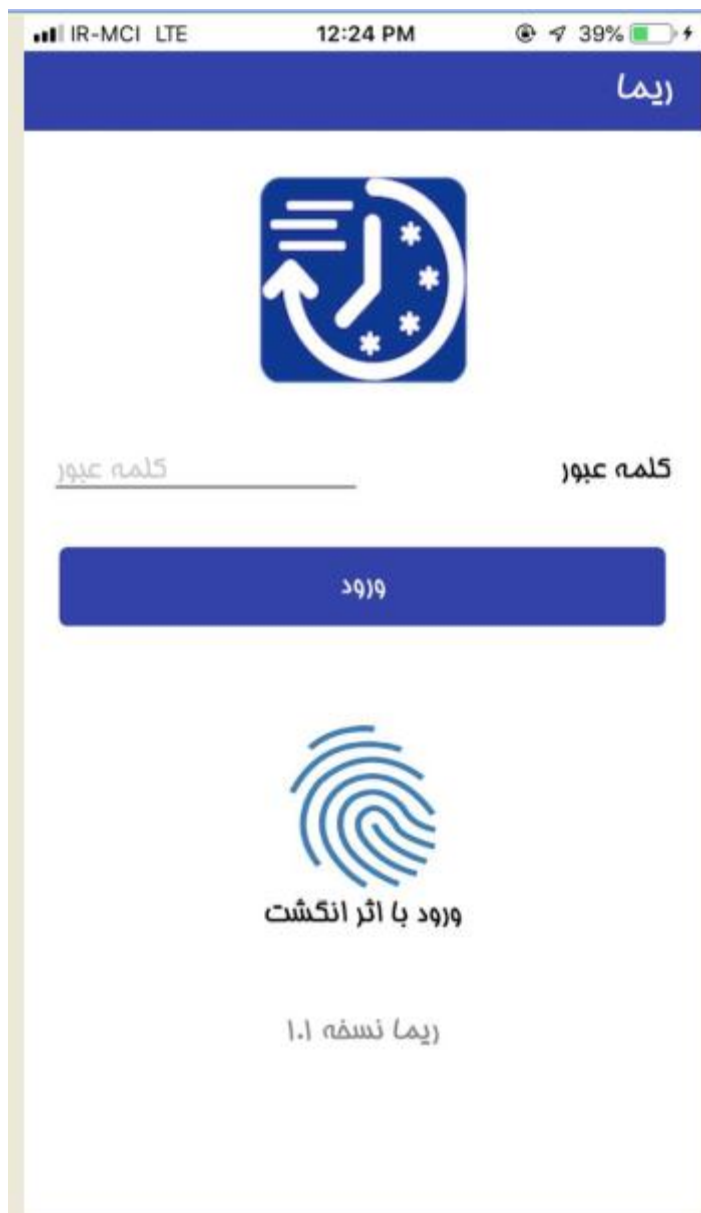 IR-MCI LTE 12:24 PM 39%
ریما
کلمه عبور کلمه عبور
ورود
ورود با اثر انگشت
ریما نسخه ۱.۱